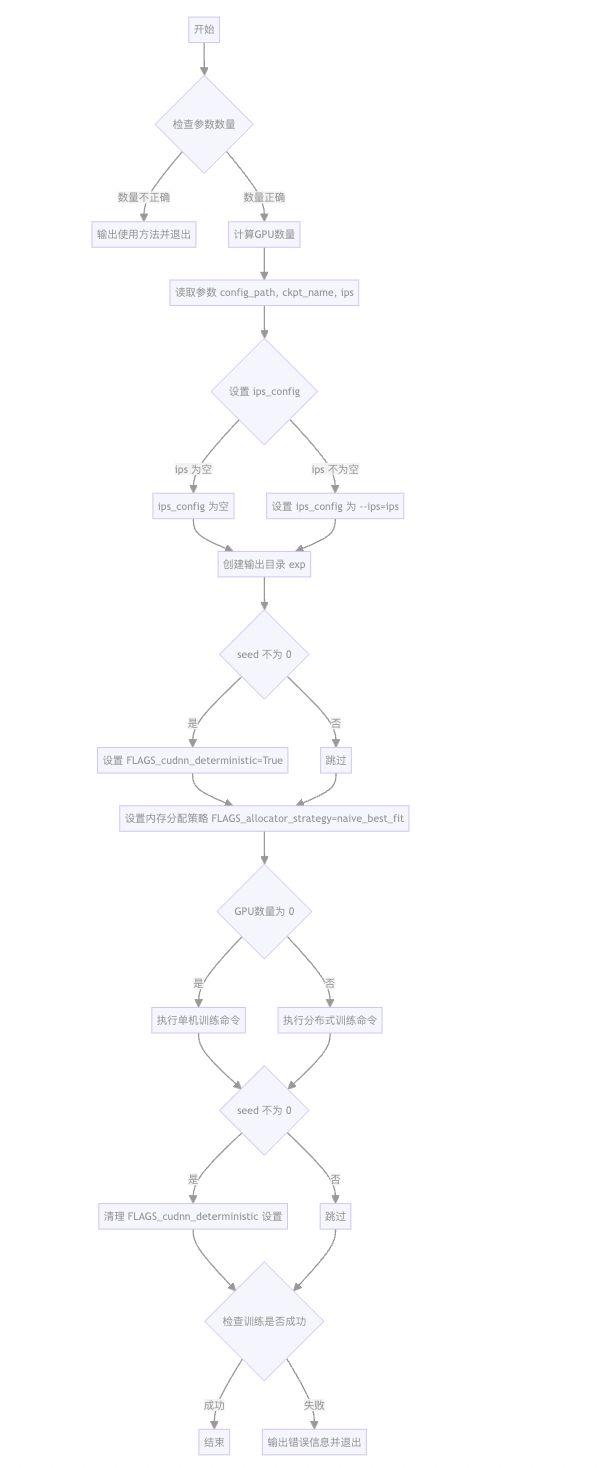 开始
检查参数数量
数量不正确
数量正确
输出使用方法并退出
计算GPU数量
读取参数 config_path, ckpt_name, ips
设置 ips_config
ips 为空
ips 不为空
ips_config 为空
设置 ips_config 为 --ips=ips
创建输出目录 exp
seed 不为 0
是
否
设置 FLAGS_cudnn_deterministic=True
跳过
设置内存分配策略 FLAGS_allocator_strategy=naive_best_fit
GPU数量为 0
是
否
执行单机训练命令
执行分布式训练命令
seed 不为 0
是
否
清理 FLAGS_cudnn_deterministic 设置
跳过
检查训练是否成功
成功
失败
结束
输出错误信息并退出